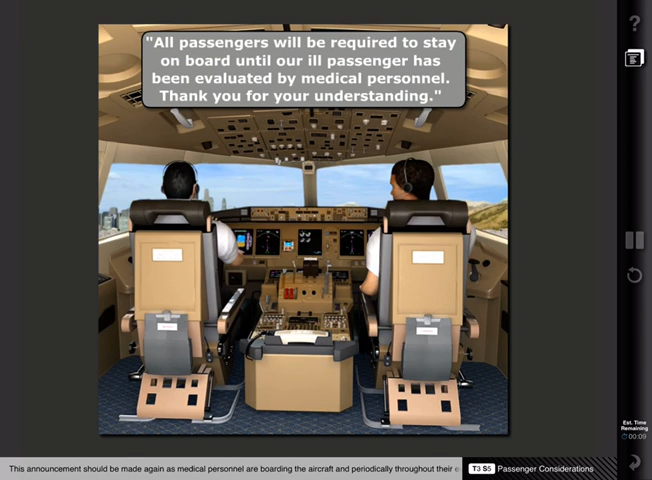 "All passengers will be required to stay
on board until our ill passenger has
been evaluated by medical personnel.
Thank you for your understanding."
?
Est. Time
Remaining
00:09
This announcement should be made again as medical personnel are boarding the aircraft and periodically throughout their
T3 S5 Passenger Considerations